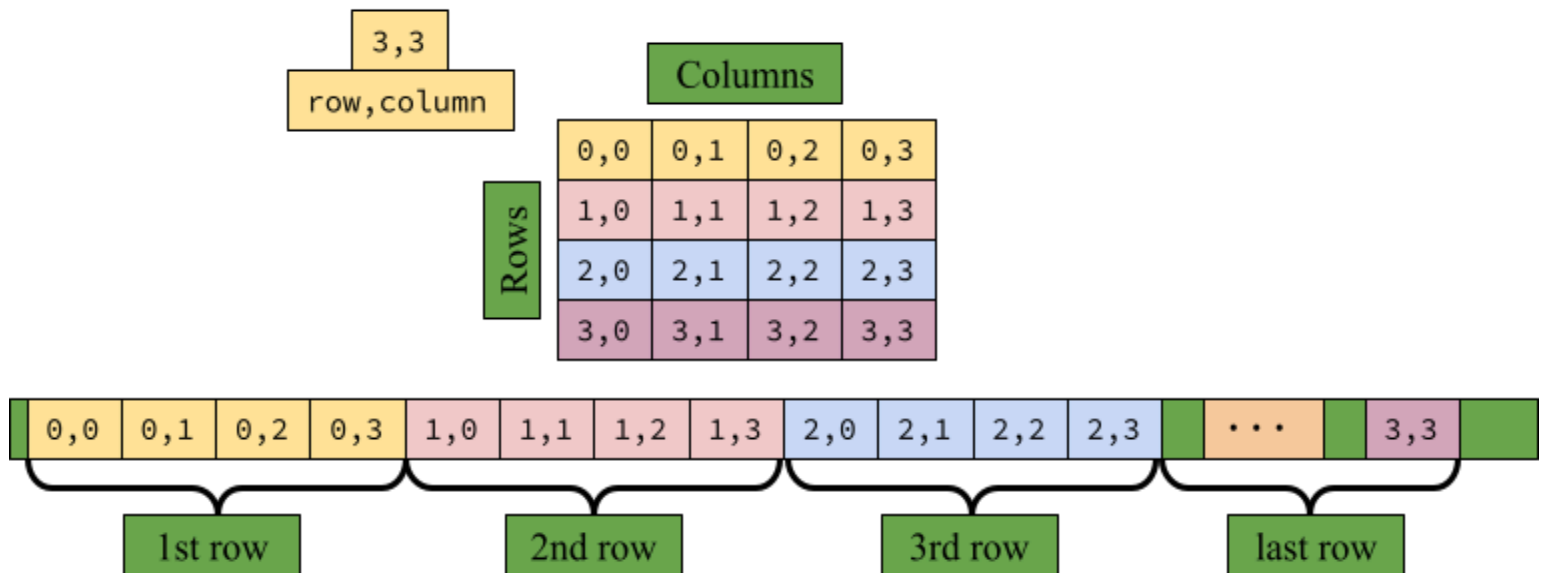 3,3
row,column
Columns
Rows
0,0 0,1 0,2 0,3
1,0 1,1 1,2 1,3
2,0 2,1 2,2 2,3
3,0 3,1 3,2 3,3
0,0 0,1 0,2 0,3 1,0 1,1 1,2 1,3 2,0 2,1 2,2 2,3 ... 3,3
1st row 2nd row 3rd row last row